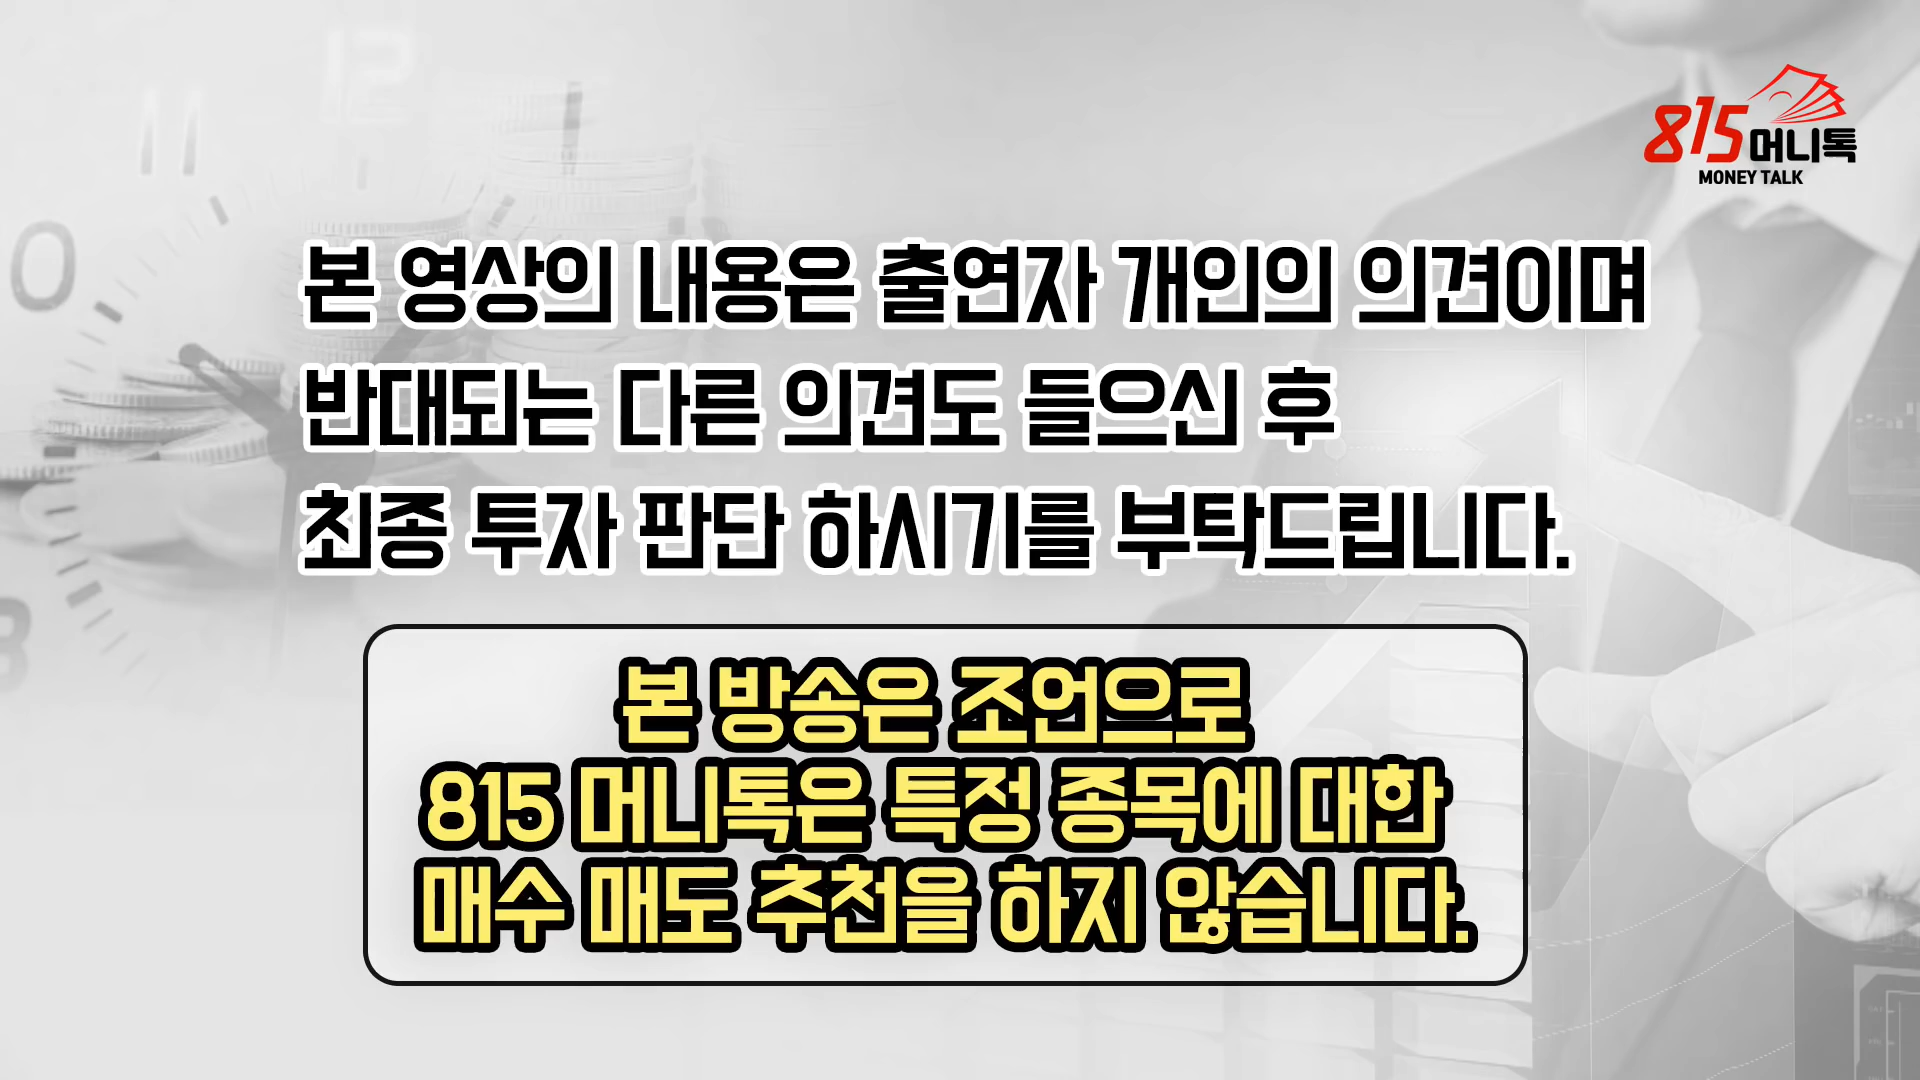 815머니톡
MONEY TALK
본 영상의 내용은 출연자 개인의 의견이며
반대되는 다른 의견도 들으신 후
최종 투자 판단 하시기를 부탁드립니다.
본 방송은 조언으로
815 머니톡은 특정 종목에 대한
매수 매도 추천을 하지 않습니다.
12
11
10
8